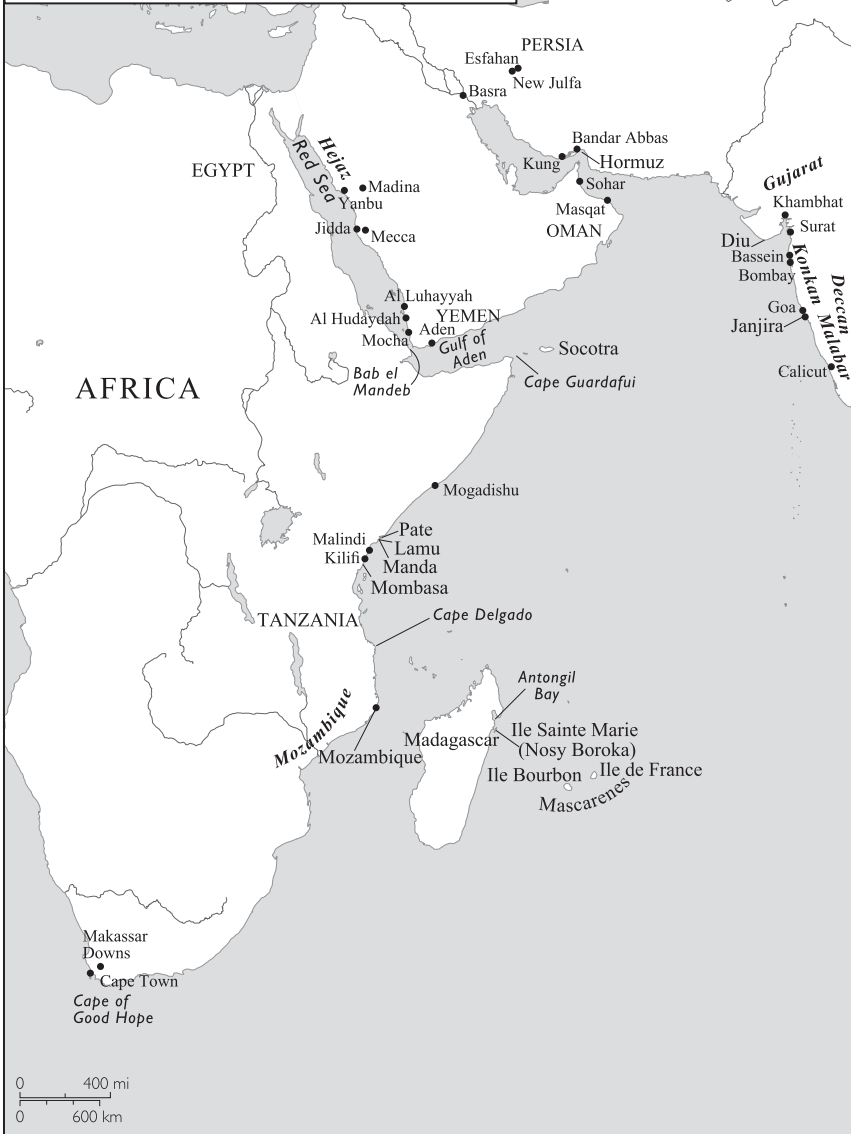 PERSIA
Esfahan
New Julfa
Basra
Bandar Abbas
Kung
Hormuz
EGYPT
Red Sea
Hejaz
Madina
Yanbu
Sohar
Masqat
OMAN
Gujarat
Khambhat
Surat
Diu
Bassein
Bombay
Konkan
Deccan
Jidda
Mecca
Al Luhayyah
YEMEN
Al Hudaydah
Aden
Mocha
Gulf of
Aden
Goa
Janjira
Malabar
Calicut
Socotra
Bab el
Mandeb
Cape Guardafui
AFRICA
Mogadishu
Pate
Malindi
Lamu
Kilifi
Manda
Mombasa
TANZANIA
Cape Delgado
Antongil
Bay
Mozambique
Mozambique
Madagascar
Ile Sainte Marie
(Nosy Boroka)
Ile Bourbon
Ile de France
Mascarenes
Makassar
Downs
Cape Town
Cape of
Good Hope
0 400 mi
0 600 km